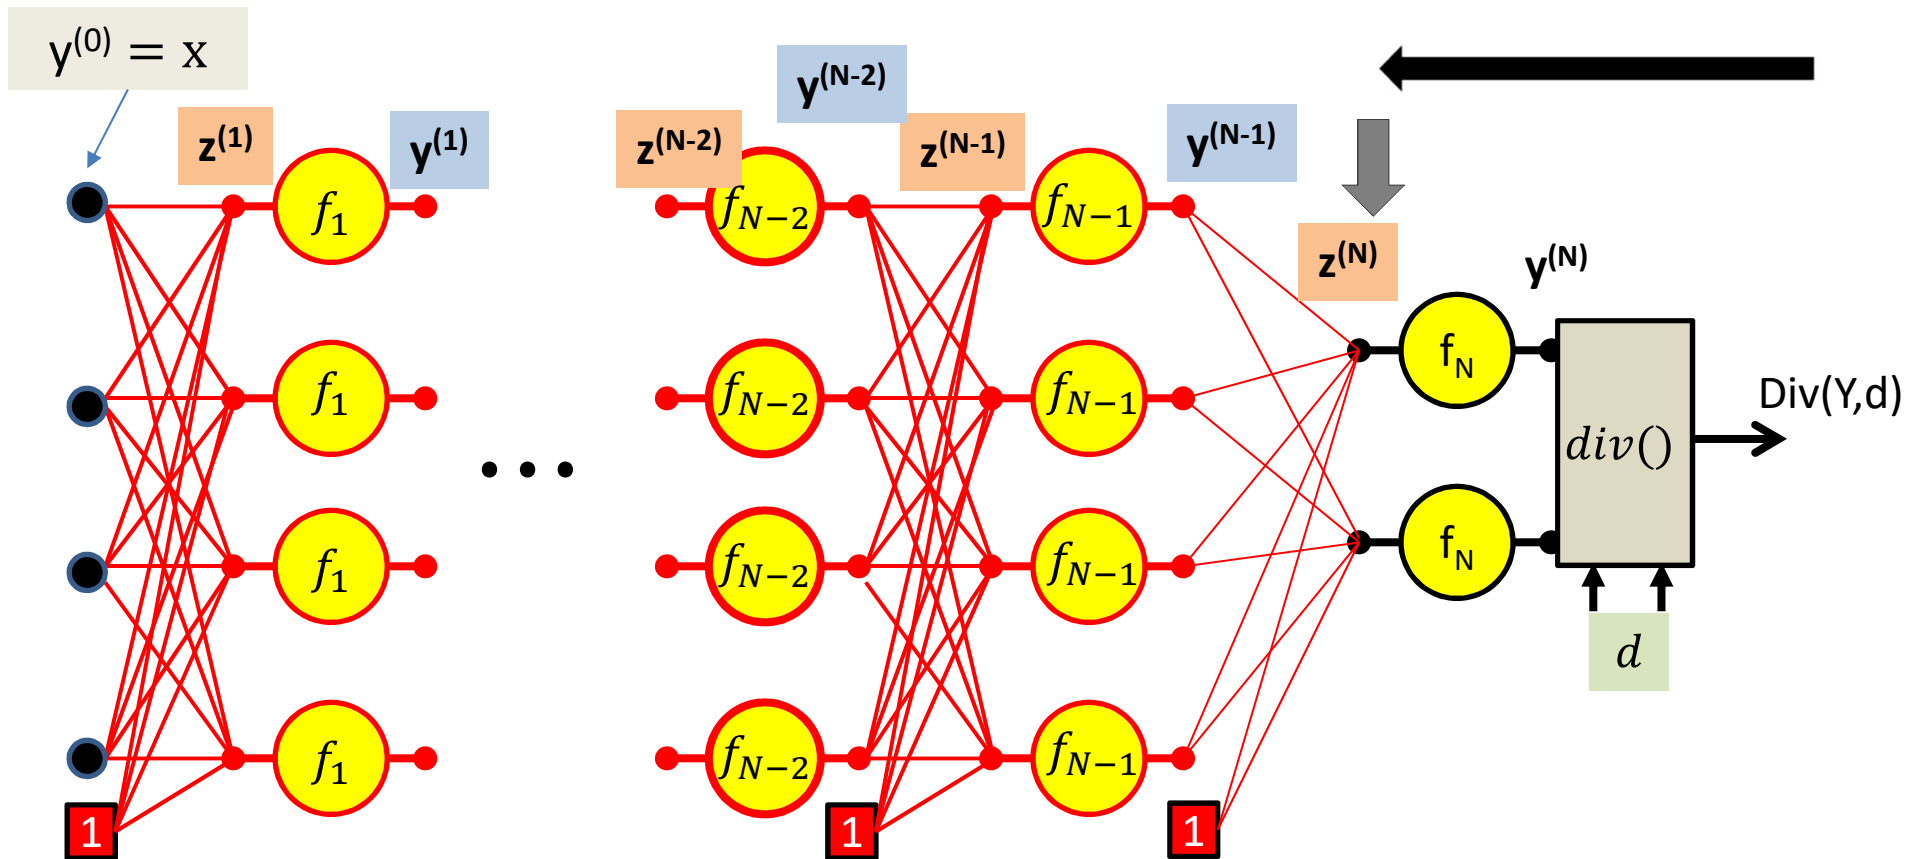 y(0) = x
z(1)
y(1)
z(N-2)
y(N-2)
z(N-1)
y(N-1)
z(N)
y(N)
f1
fN−2
fN−1
f1
fN−2
fN−1
f1
fN−2
fN−1
f1
fN−2
fN−1
fN
fN
div()
Div(Y,d)
d
...
1
1
1